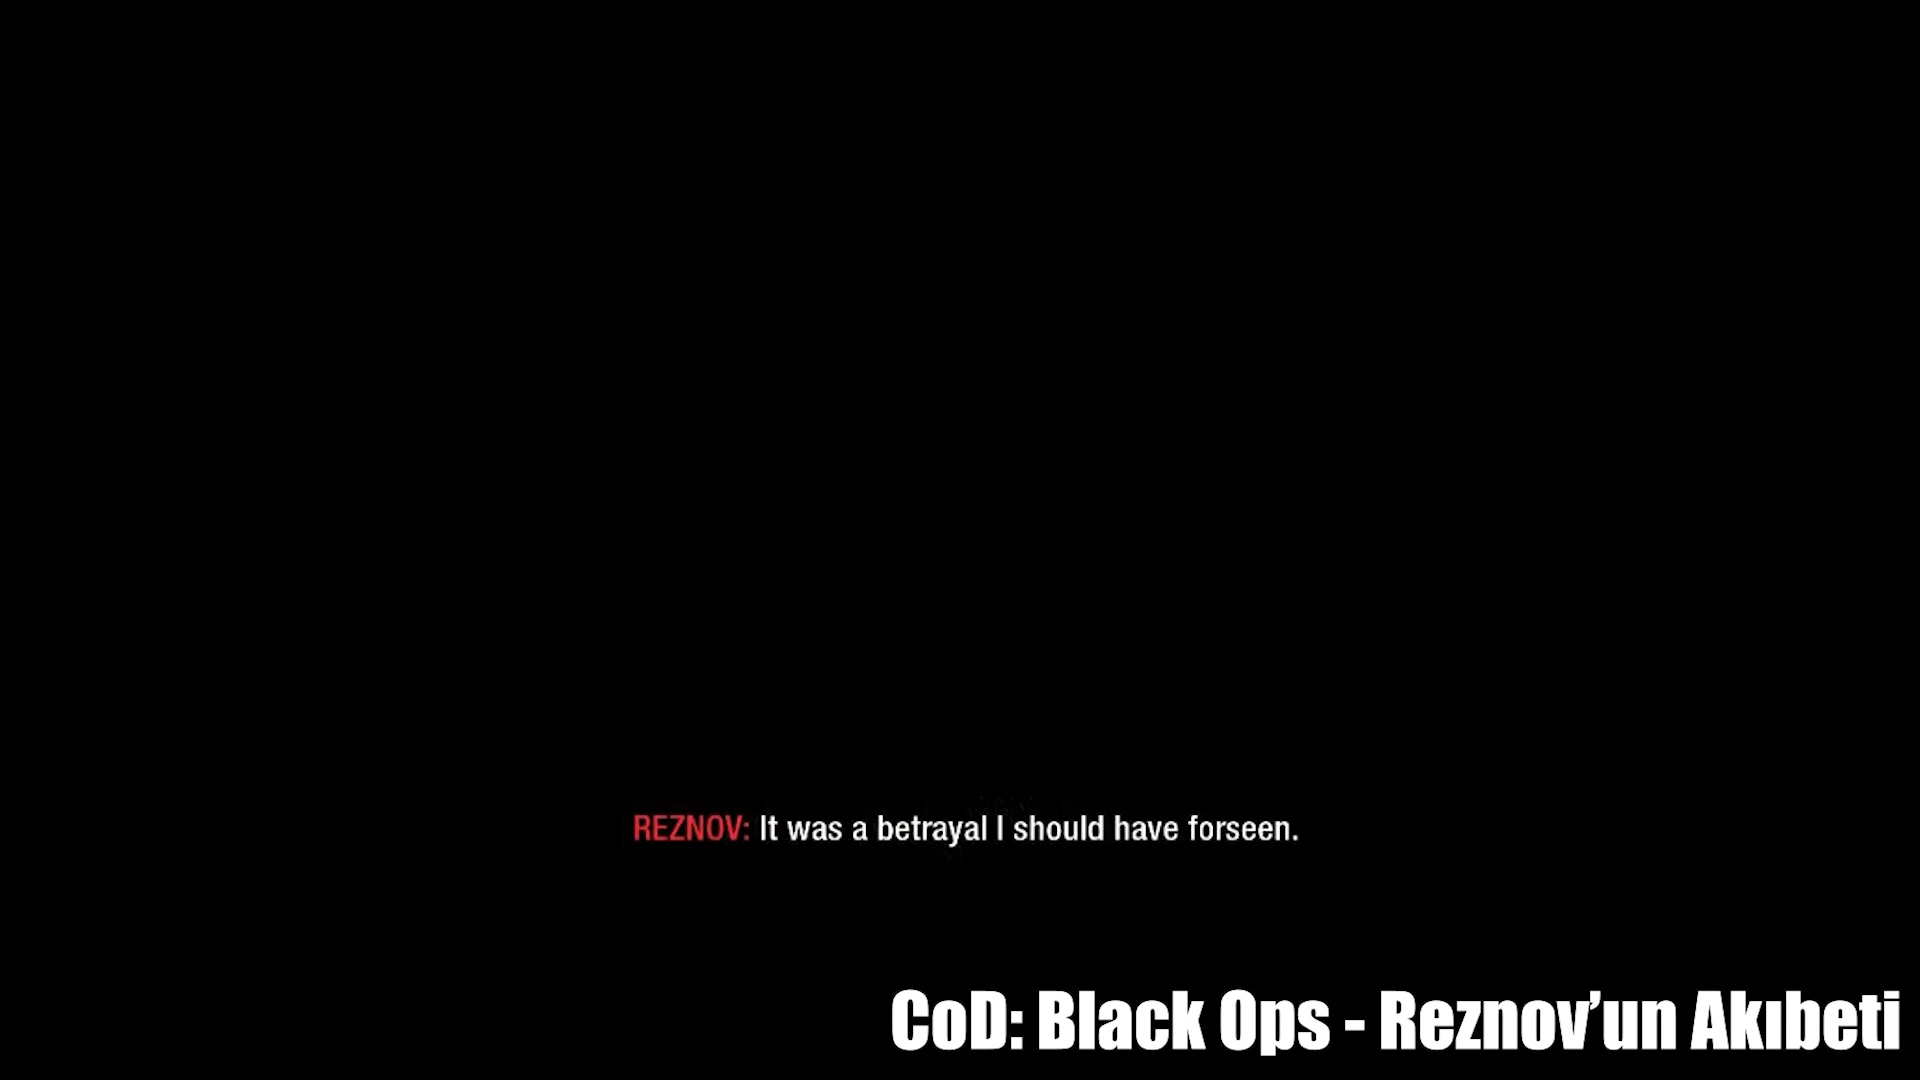 REZNOV: It was a betrayal I should have forseen.
CoD: Black Ops - Reznov’un Akıbeti